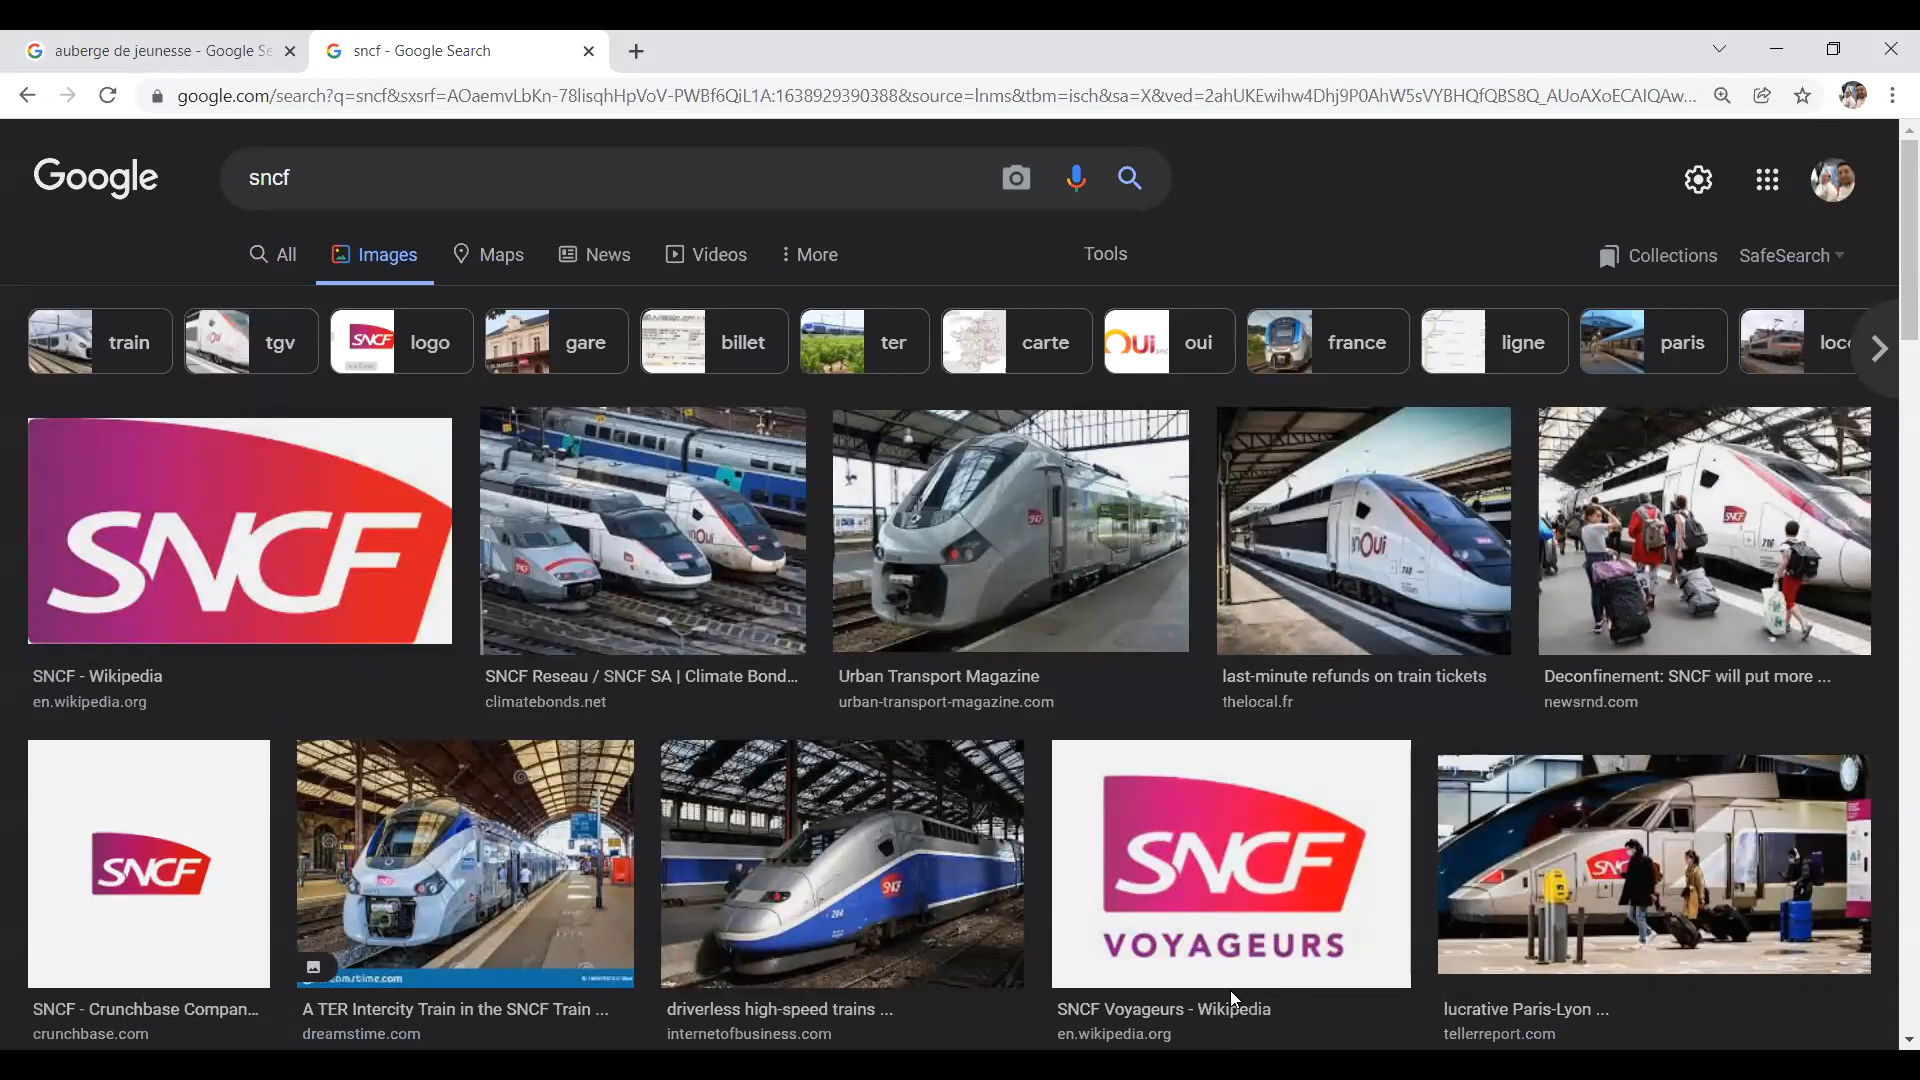 auberge de jeunesse - Google Se
sncf - Google Search
google.com/search?q=sncf&sxsrf=AOaemvLbKn-78lisqhHpVoV-PWBf6QiL1A:1638929390388&source=lnms&tbm=isch&sa=X&ved=2ahUKEwihw4Dhj9P0AhW5sVYBHQfQBS8Q_AUoAXoECAIQAw...
Google
sncf
All
Images
Maps
News
Videos
More
Tools
Collections
SafeSearch
train
tgv
SNCF
logo
gare
billet
ter
carte
Oui
oui
france
ligne
paris
loc
SNCF
inOui
SNCF - Wikipedia
SNCF Reseau / SNCF SA | Climate Bond...
Urban Transport Magazine
last-minute refunds on train tickets
Deconfinement: SNCF will put more ...
en.wikipedia.org
climatebonds.net
urban-transport-magazine.com
thelocal.fr
newsrnd.com
SNCF
SNCF
VOYAGEURS
SNCF
SNCF - Crunchbase Compan...
A TER Intercity Train in the SNCF Train ...
driverless high-speed trains ...
SNCF Voyageurs - Wikipedia
lucrative Paris-Lyon ...
crunchbase.com
dreamstime.com
internetofbusiness.com
en.wikipedia.org
tellerreport.com